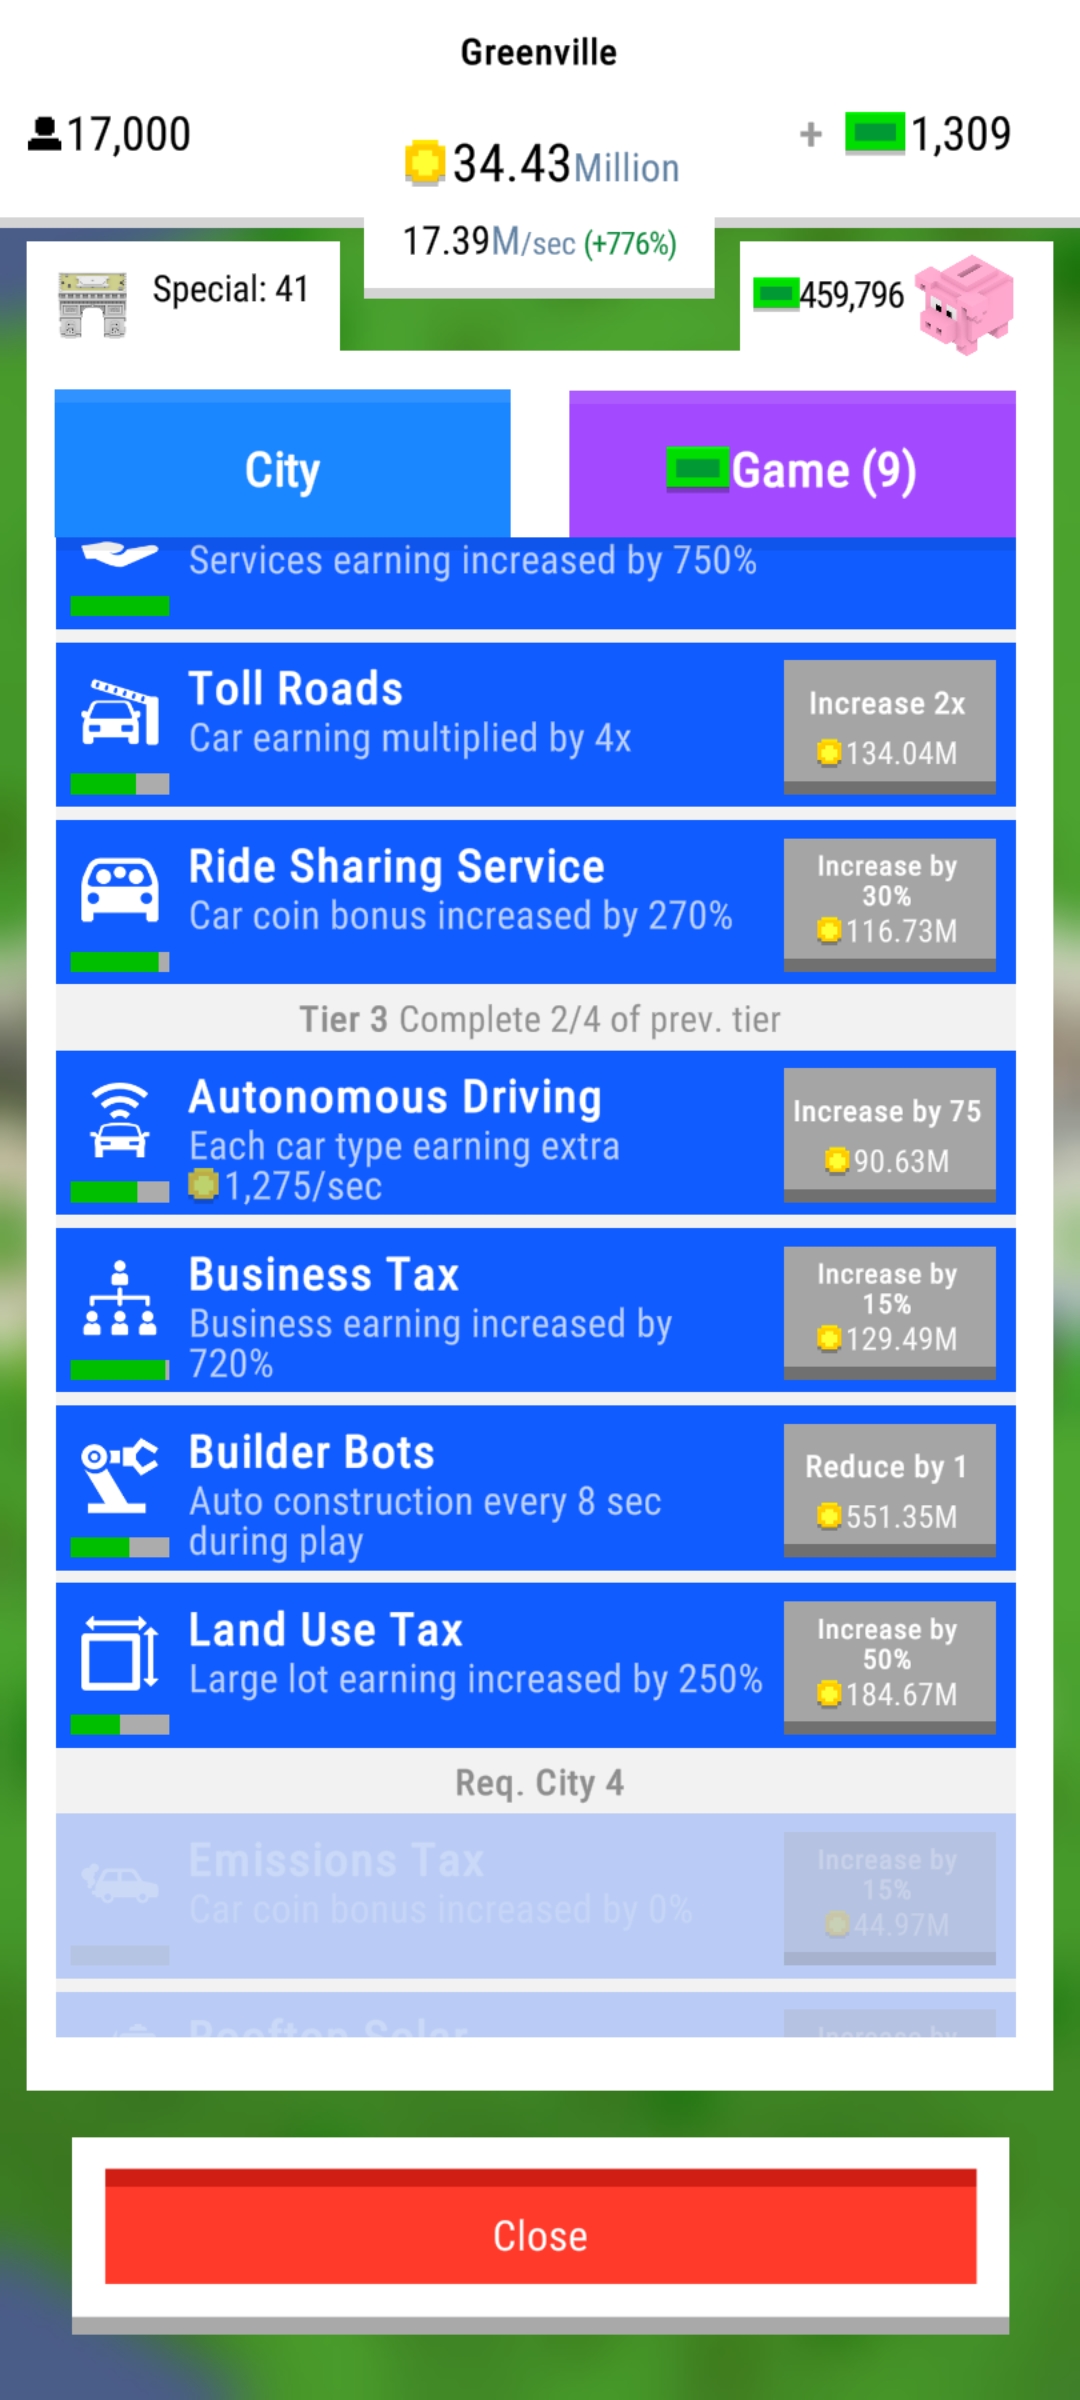 Greenville
17,000
34.43Million
+ 1,309
17.39M/sec (+776%)
Special: 41
459,796
City
Game (9)
Services earning increased by 750%
Toll Roads
Car earning multiplied by 4x
Increase 2x
134.04M
Ride Sharing Service
Car coin bonus increased by 270%
Increase by
30%
116.73M
Tier 3 Complete 2/4 of prev. tier
Autonomous Driving
Each car type earning extra
1,275/sec
Increase by 75
90.63M
Business Tax
Business earning increased by
720%
Increase by
15%
129.49M
Builder Bots
Auto construction every 8 sec
during play
Reduce by 1
551.35M
Land Use Tax
Large lot earning increased by 250%
Increase by
50%
184.67M
Req. City 4
Emissions Tax
Car coin bonus increased by 0%
Increase by
15%
44.97M
Rooftop Solar
Increase by
Close